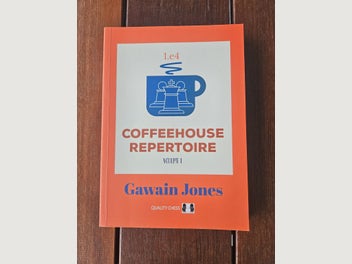 1.e4
COFFEEHOUSE
REPERTOIRE
VOLUME 1
Gawain Jones
QUALITY CHESS